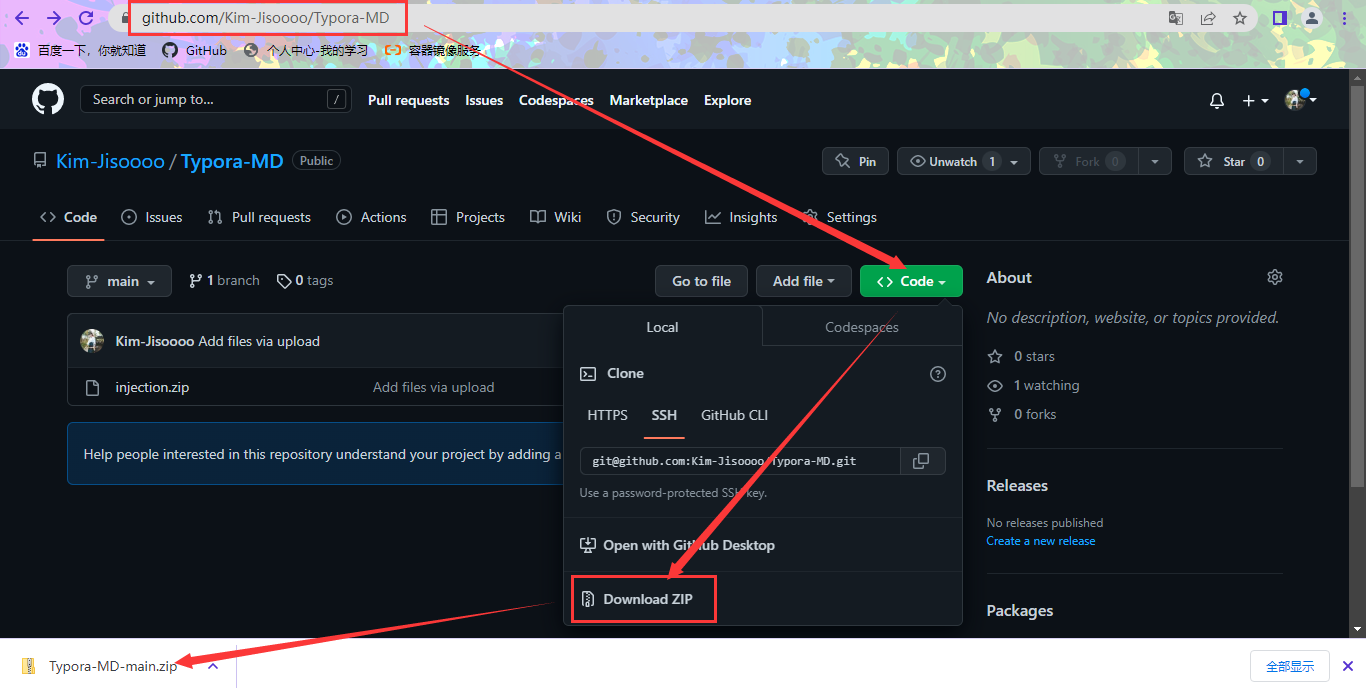 github.com/Kim-Jisoooo/Typora-MD
百度一下，你就知道 GitHub 个人中心-我的学习 容器镜像服务
Search or jump to... / Pull requests Issues Codespaces Marketplace Explore
Kim-Jisoooo / Typora-MD Public Pin Unwatch 1 Fork 0 Star 0
Code Issues Pull requests Actions Projects Wiki Security Insights Settings
main 1 branch 0 tags Go to file Add file Code
About
No description, website, or topics provided.
0 stars
1 watching
0 forks
Releases
No releases published
Create a new release
Packages
Kim-Jisoooo Add files via upload
injection.zip Add files via upload
Help people interested in this repository understand your project by adding a
Local Codespaces
Clone
HTTPS SSH GitHub CLI
git@github.com:Kim-Jisoooo/Typora-MD.git
Use a password-protected SSH key.
Open with GitHub Desktop
Download ZIP
Typora-MD-main.zip 全部显示